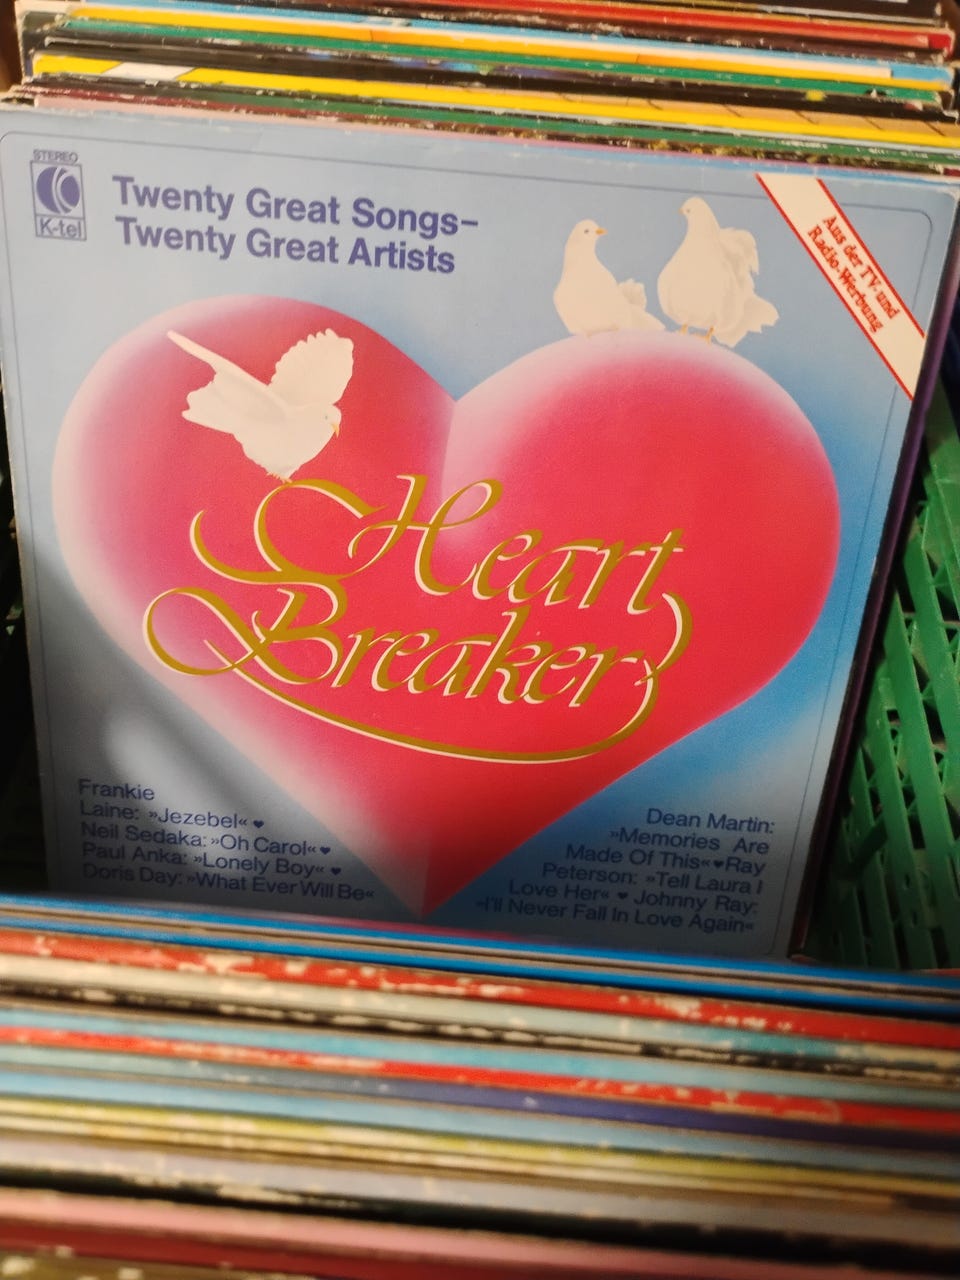 STEREO
K-tel
Twenty Great Songs–
Twenty Great Artists
Aus der TV- und
Radio-Werbung
Heart
Breaker
Frankie
Laine: »Jezebel« ♥
Neil Sedaka: »Oh Carol« ♥
Paul Anka: »Lonely Boy« ♥
Doris Day: »What Ever Will Be«
Dean Martin:
»Memories Are
Made Of This« ♥ Ray
Peterson: »Tell Laura I
Love Her« ♥ Johnny Ray:
»I'll Never Fall In Love Again«